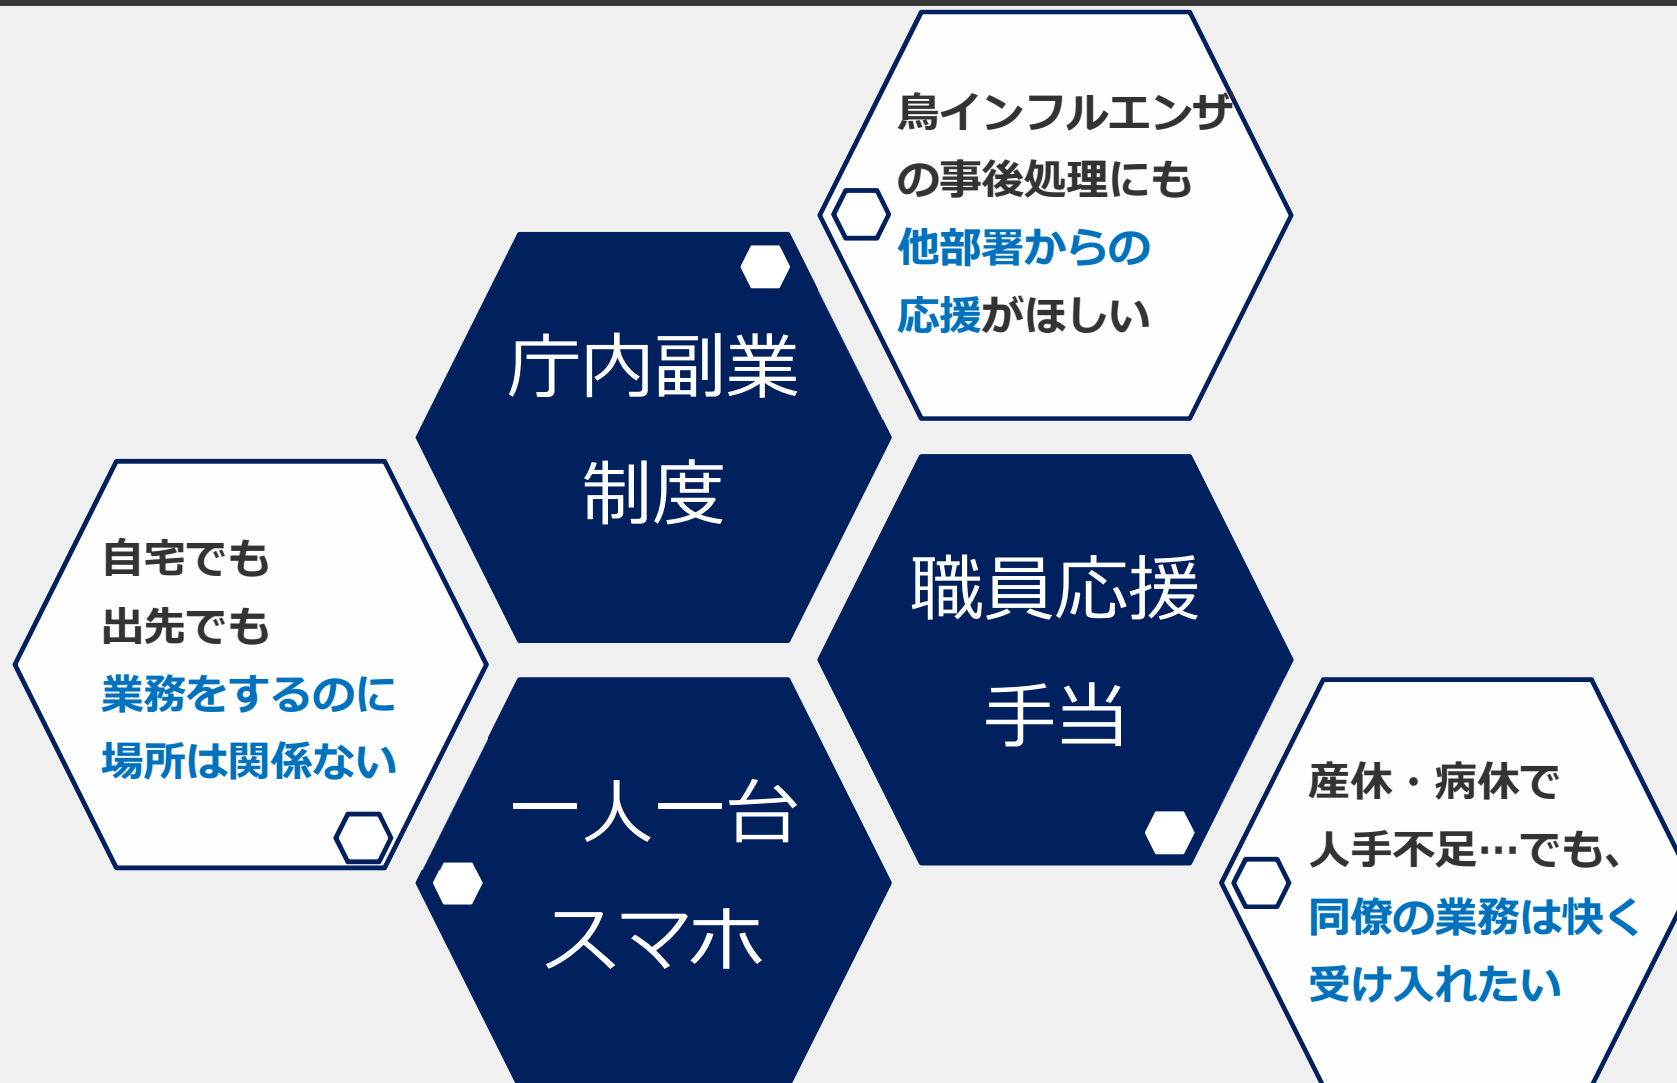 鳥インフルエンザ
の事後処理にも
他部署からの
応援がほしい
庁内副業
制度
自宅でも
出先でも
業務をするのに
場所は関係ない
職員応援
手当
一人一台
スマホ
産休・病休で
人手不足…でも、
同僚の業務は快く
受け入れたい